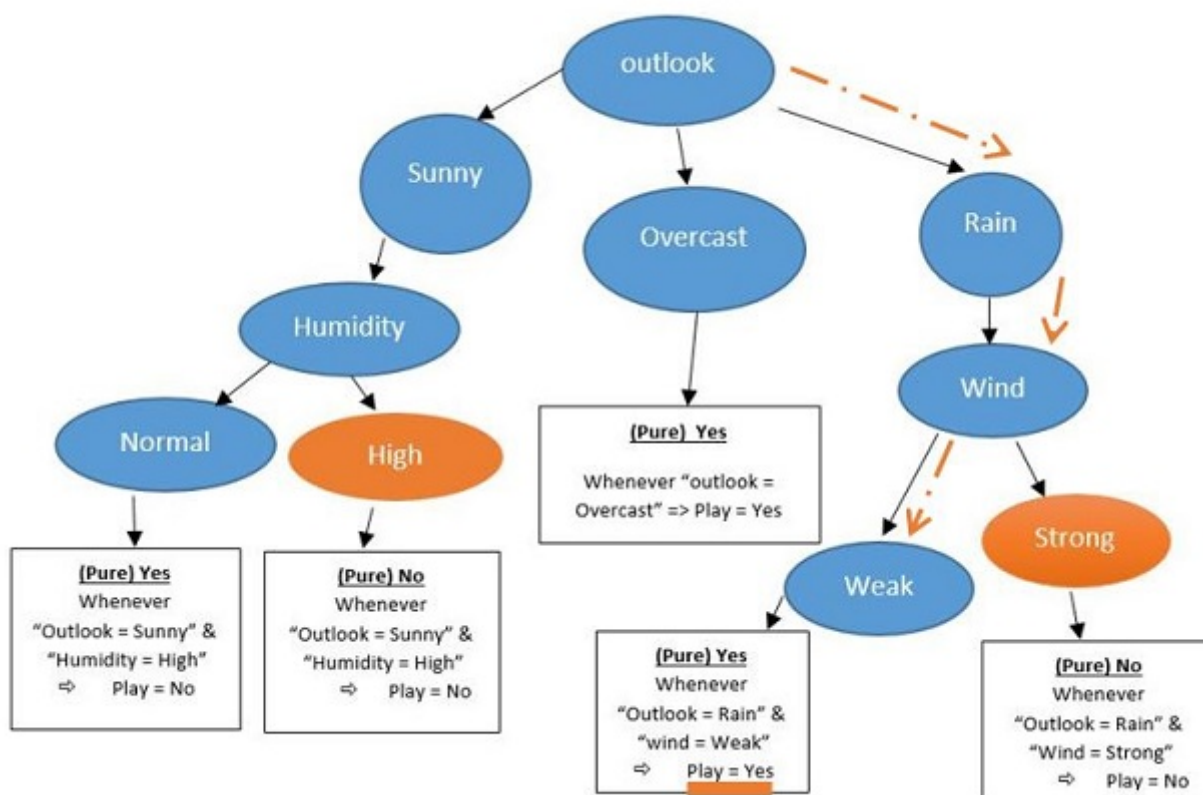 outlook
Sunny
Overcast
Rain
Humidity
Wind
Normal
High
Weak
Strong
(Pure) Yes
Whenever
“Outlook = Sunny” &
“Humidity = High”
⇨ Play = No
(Pure) No
Whenever
“Outlook = Sunny” &
“Humidity = High”
⇨ Play = No
(Pure) Yes
Whenever “outlook =
Overcast” => Play = Yes
(Pure) Yes
Whenever
“Outlook = Rain” &
“wind = Weak”
⇨ Play = Yes
(Pure) No
Whenever
“Outlook = Rain” &
“Wind = Strong”
⇨ Play = No